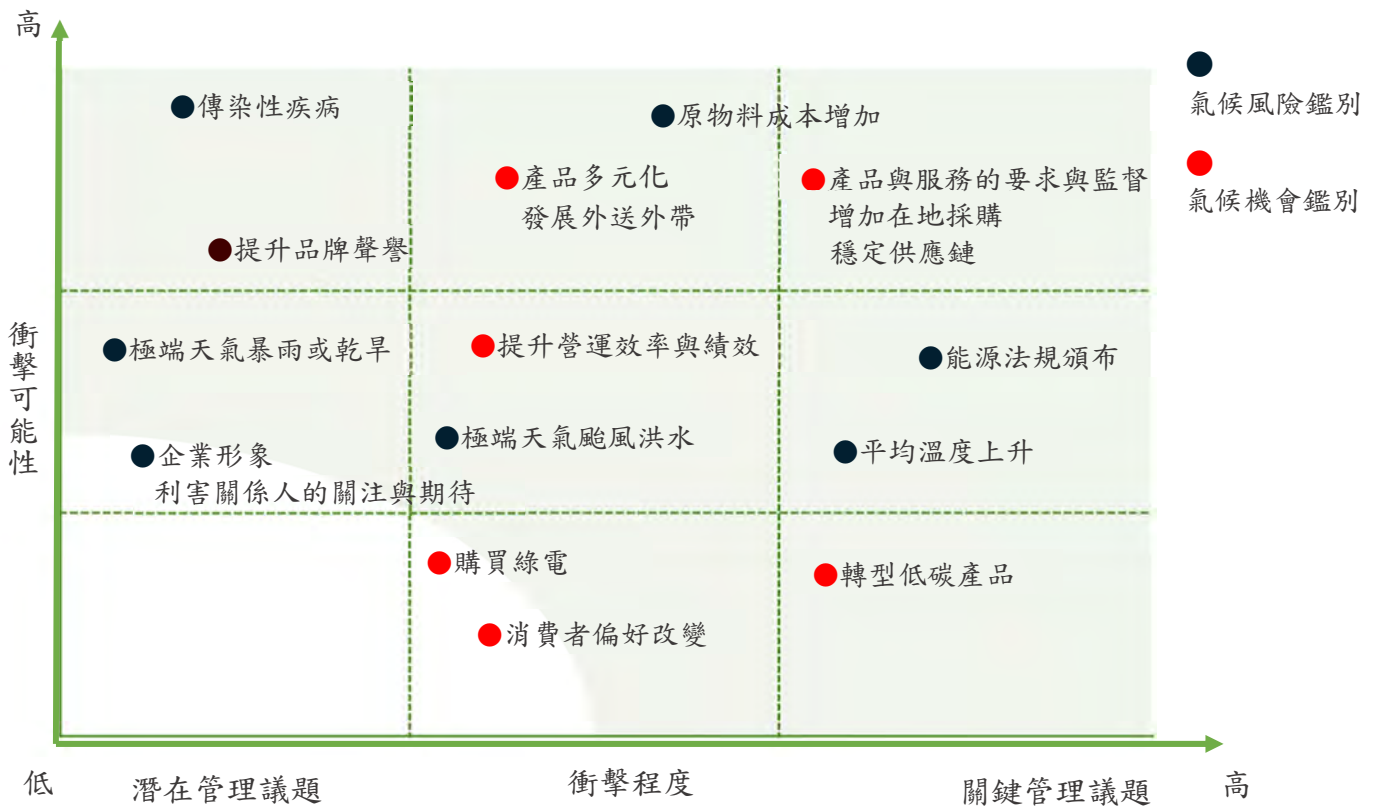 高
傳染性疾病
原物料成本增加
氣候風險鑑別
產品多元化
發展外送外帶
產品與服務的要求與監督
增加在地採購
穩定供應鏈
氣候機會鑑別
提升品牌聲譽
衝擊可能性
極端天氣暴雨或乾旱
提升營運效率與績效
能源法規頒布
企業形象
利害關係人的關注與期待
極端天氣颱風洪水
平均溫度上升
購買綠電
轉型低碳產品
消費者偏好改變
低
潛在管理議題
衝擊程度
關鍵管理議題
高